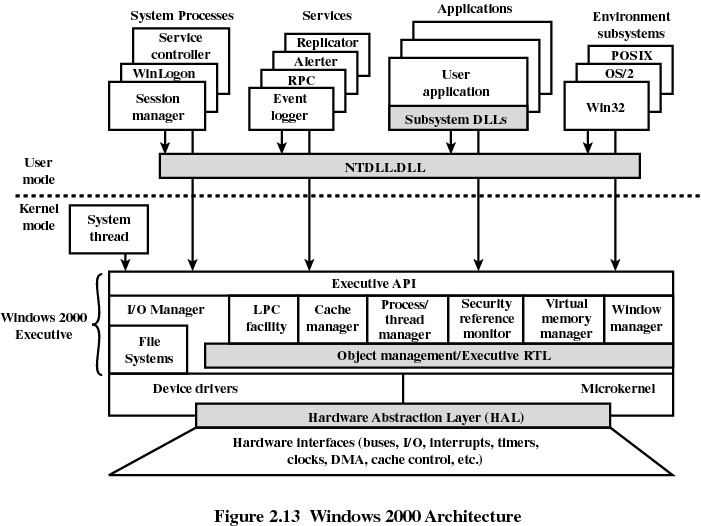 System Processes
Service
controller
WinLogon
Session
manager
Services
Replicator
Alerter
RPC
Event
logger
Applications
User
application
Subsystem DLLs
Environment
subsystems
POSIX
OS/2
Win32
User
mode
NTDLL.DLL
Kernel
mode
System
thread
Windows 2000
Executive
Executive API
I/O Manager
File
Systems
LPC
facility
Cache
manager
Process/
thread
manager
Security
reference
monitor
Virtual
memory
manager
Window
manager
Object management/Executive RTL
Device drivers
Microkernel
Hardware Abstraction Layer (HAL)
Hardware interfaces (buses, I/O, interrupts, timers,
clocks, DMA, cache control, etc.)
Figure 2.13 Windows 2000 Architecture